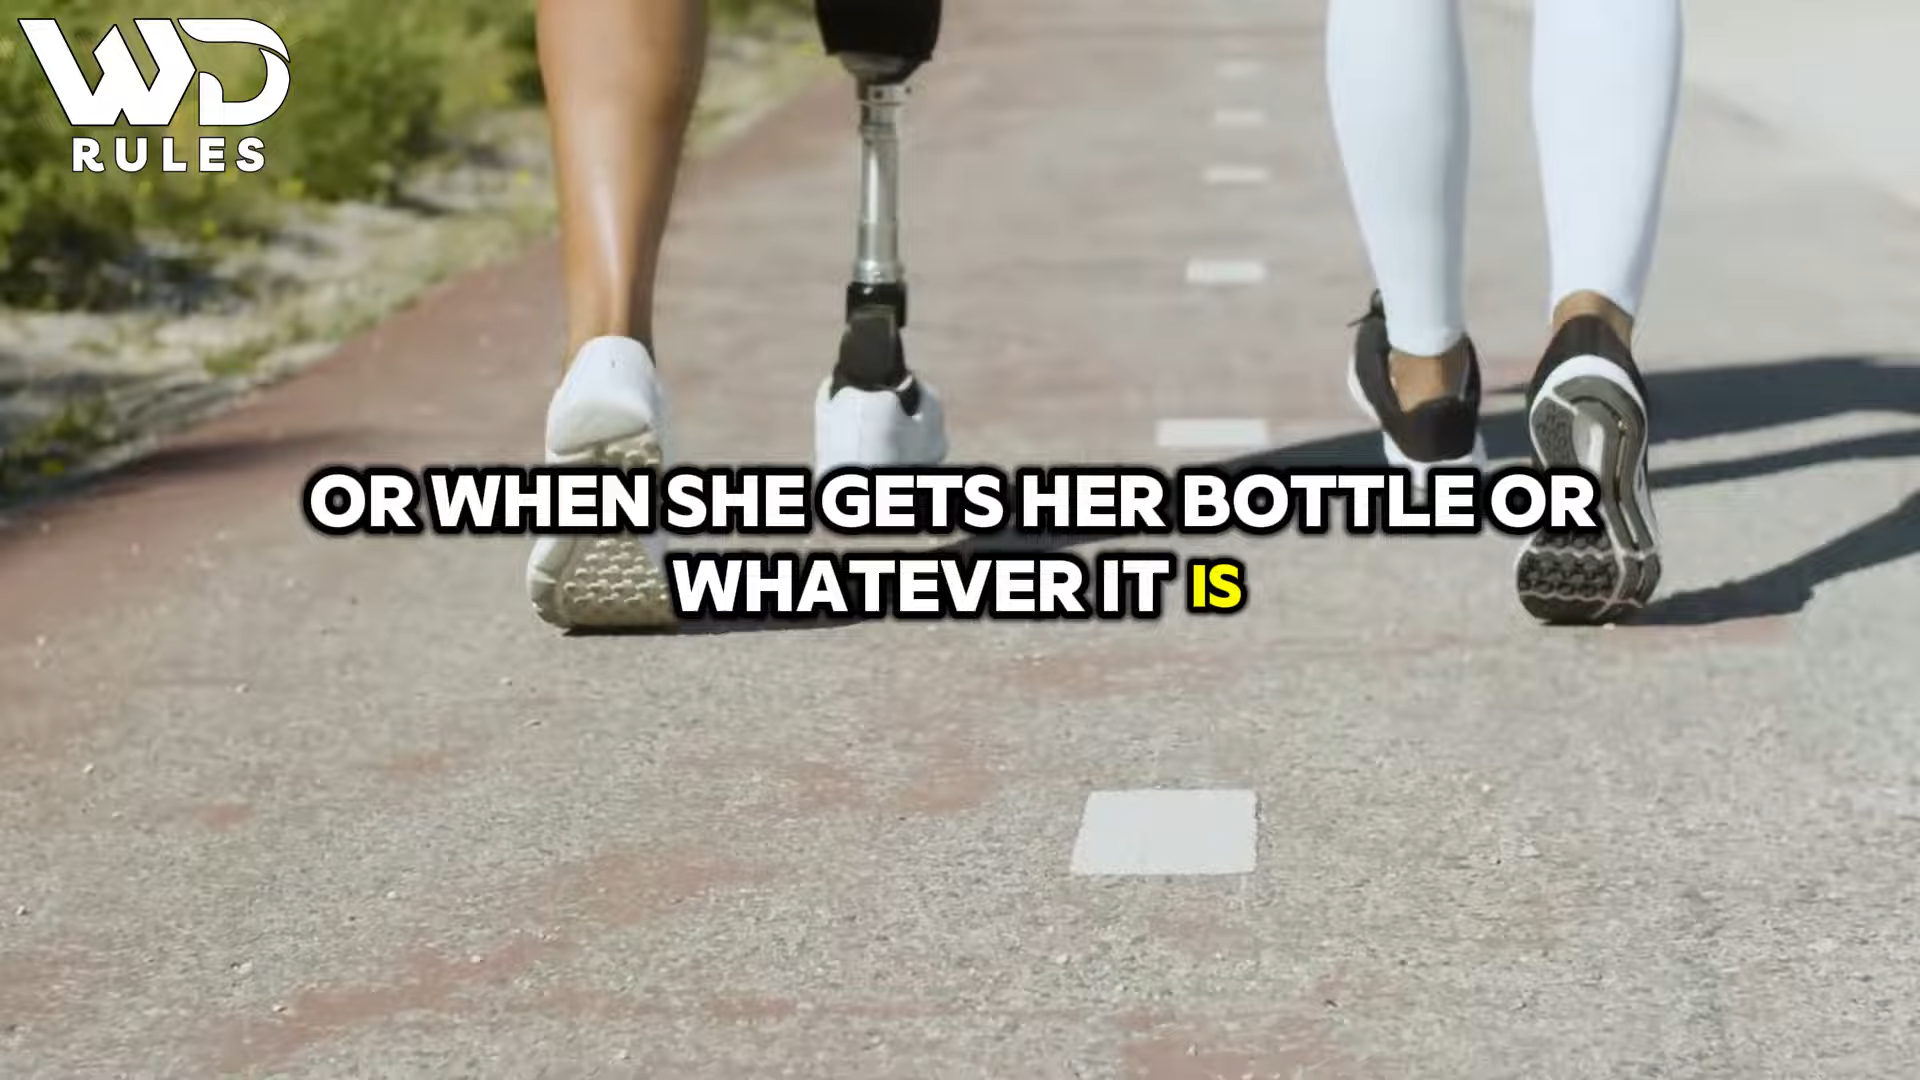 WD
RULES
OR WHEN SHE GETS HER BOTTLE OR
WHATEVER IT IS